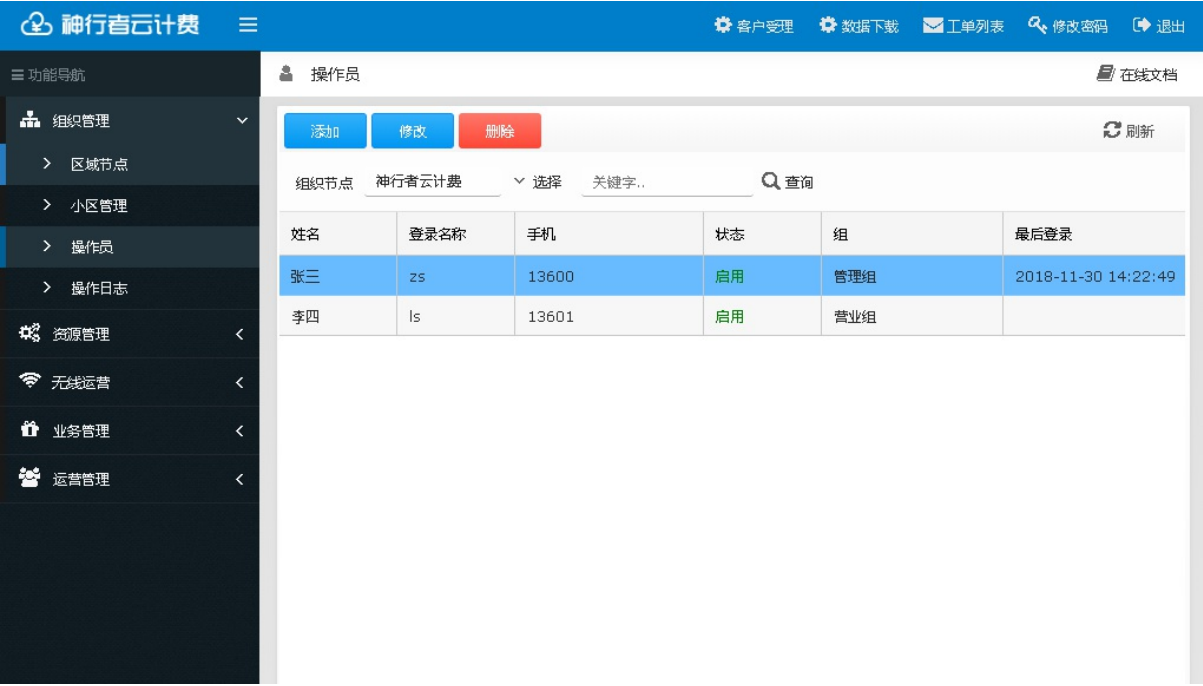 神行者云计费 客户受理 数据下载 工单列表 修改密码 退出
功能导航
操作员 在线文档
组织管理
区域节点
小区管理
操作员
操作日志
资源管理
无线运营
业务管理
运营管理
添加 修改 删除 刷新
组织节点 神行者云计费 选择 关键字.. 查询
姓名 登录名称 手机 状态 组 最后登录
张三 zs 13600 启用 管理组 2018-11-30 14:22:49
李四 ls 13601 启用 营业组